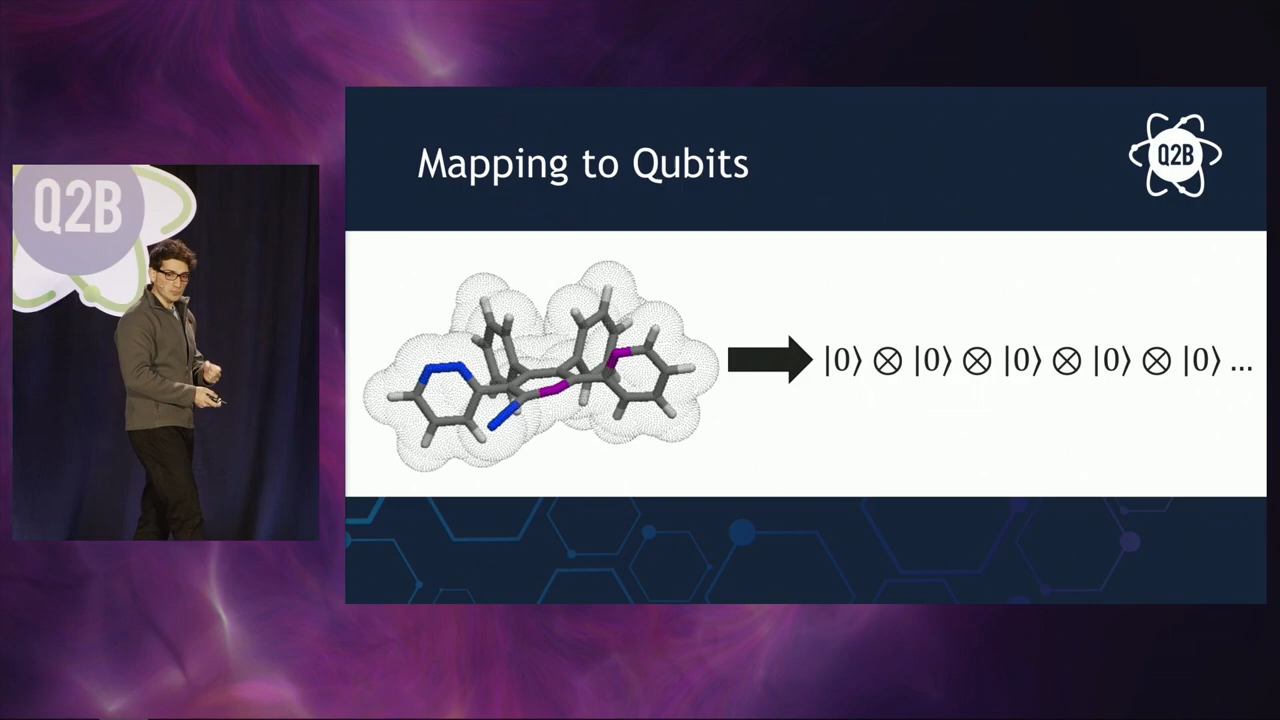 Q2B
Mapping to Qubits
Q2B
|0⟩ ⊗ |0⟩ ⊗ |0⟩ ⊗ |0⟩ ⊗ |0⟩ ...